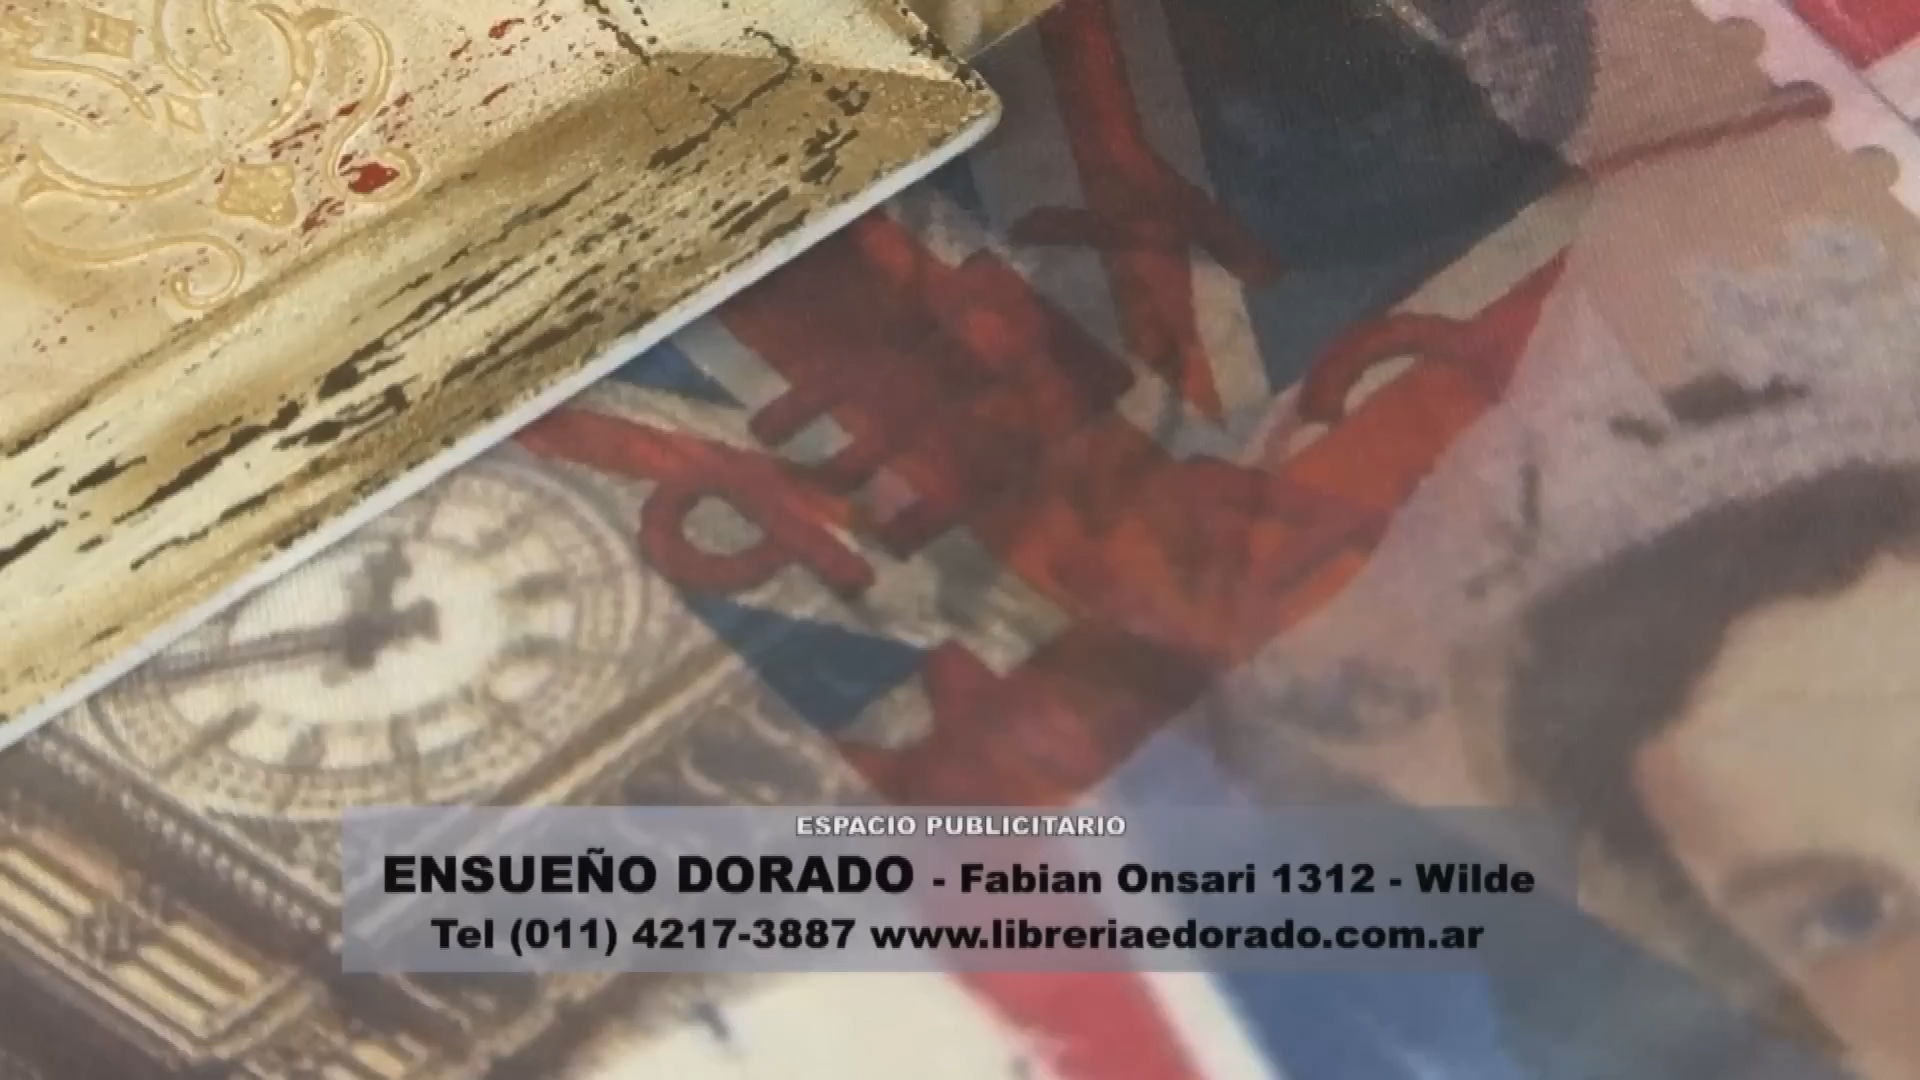 ESPACIO PUBLICITARIO
ENSUEÑO DORADO - Fabian Onsari 1312 - Wilde
Tel (011) 4217-3887 www.libreriaedorado.com.ar